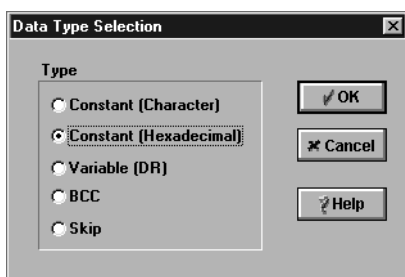 Data Type Selection
Type
Constant (Character)
Constant (Hexadecimal)
Variable (DR)
BCC
Skip
OK
Cancel
Help